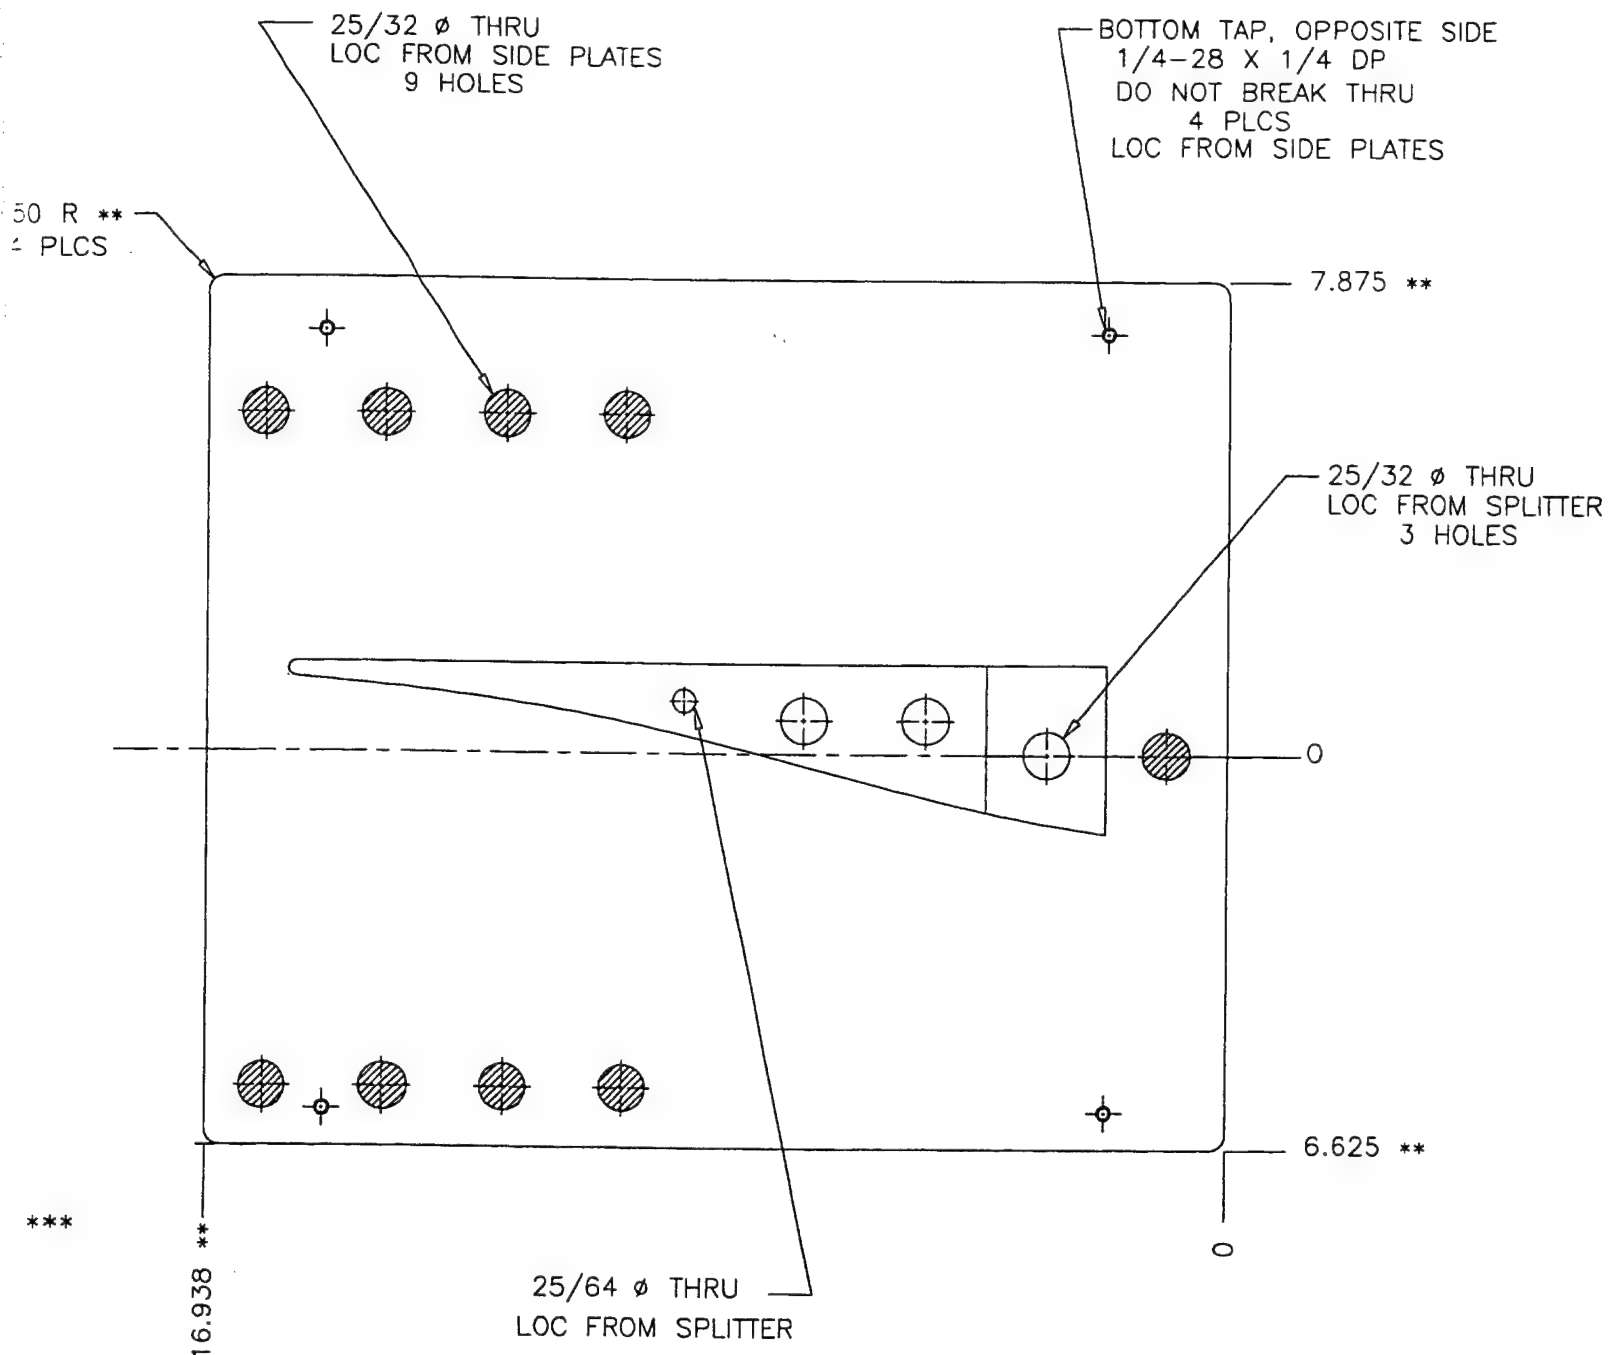 25/32 ø THRU
LOC FROM SIDE PLATES
9 HOLES
BOTTOM TAP, OPPOSITE SIDE
1/4-28 X 1/4 DP
DO NOT BREAK THRU
4 PLCS
LOC FROM SIDE PLATES
50 R **
PLCS
7.875 **
25/32 ø THRU
LOC FROM SPLITTER
3 HOLES
0
6.625 **
***
16.938 **
0
25/64 ø THRU
LOC FROM SPLITTER